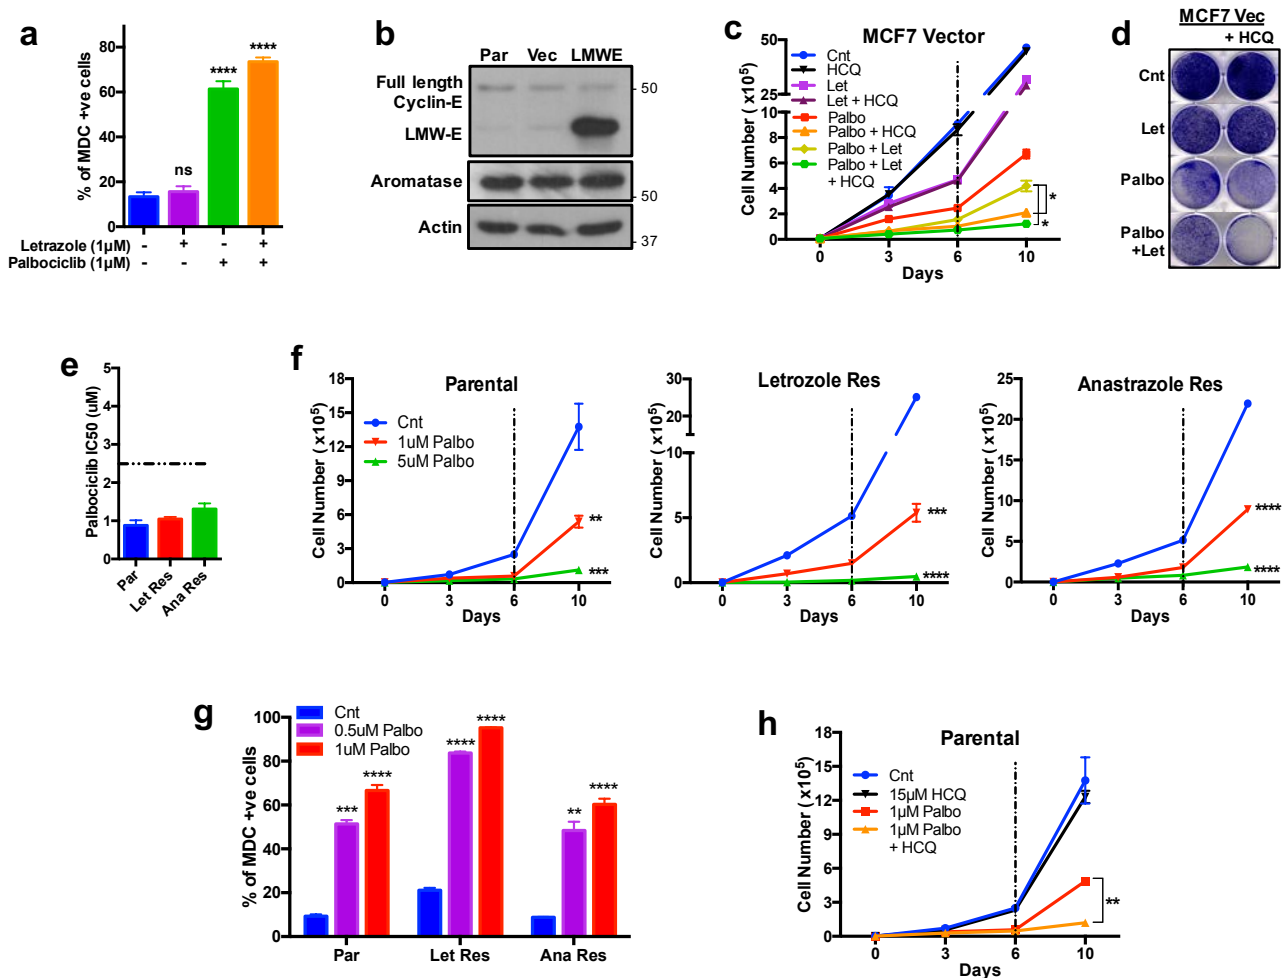 a
% of MDC +ve cells
80
60
40
20
0
****
****
ns
Letrazole (1µM) - + - +
Palbociclib (1µM) - - + +
b
Par Vec LMWE
Full length
Cyclin-E
LMW-E
50
Aromatase
50
Actin
37
c
MCF7 Vector
Cell Number ( x10⁵)
50
25
10
8
6
4
2
0
Cnt
HCQ
Let
Let + HCQ
Palbo
Palbo + HCQ
Palbo + Let
Palbo + Let
+ HCQ
*
*
0 3 6 10
Days
d
MCF7 Vec
+ HCQ
Cnt
Let
Palbo
Palbo
+Let
e
Palbociclib IC50 (uM)
5
4
3
2
1
0
Par
Let Res
Ana Res
f
Parental
Cell Number (x10⁵)
18
15
12
9
6
3
0
Cnt
1uM Palbo
5uM Palbo
**
***
0 3 6 10
Days
Letrozole Res
Cell Number ( x10⁵)
30
20
10
5
0
***
****
0 3 6 10
Days
Anastrazole Res
Cell Number ( x10⁵)
25
20
15
10
5
0
****
****
0 3 6 10
Days
g
% of MDC +ve cells
100
80
60
40
20
0
Cnt
0.5uM Palbo
1uM Palbo
***
****
****
****
**
****
Par Let Res Ana Res
h
Parental
Cell Number ( x10⁵)
18
15
12
9
6
3
0
Cnt
15µM HCQ
1µM Palbo
1µM Palbo
+ HCQ
**
0 3 6 10
Days